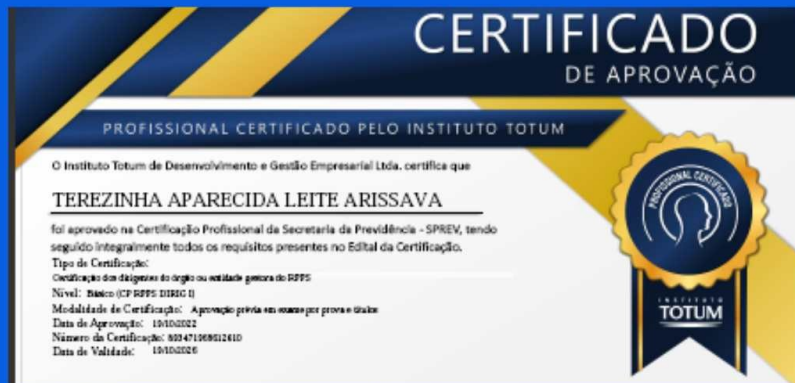 CERTIFICADO
DE APROVAÇÃO
PROFISSIONAL CERTIFICADO PELO INSTITUTO TOTUM
O Instituto Totum de Desenvolvimento e Gestão Empresarial Ltda. certifica que
TEREZINHA APARECIDA LEITE ARISSAVA
foi aprovado na Certificação Profissional da Secretaria da Previdência - SPREV, tendo
seguido integralmente todos os requisitos presentes no Edital da Certificação.
Tipo de Certificação:
Certificação dos dirigentes do órgão ou entidade gestora do RPPS
Nível: Básico (CP RPPS DIRIG I)
Modalidade de Certificação: Aprovação prévia em exame por prova e títulos
Data de Aprovação: 19/10/2022
Número da Certificação:
Data de Validade: 19/10/2026
PROFISSIONAL CERTIFICADO
INSTITUTO
TOTUM